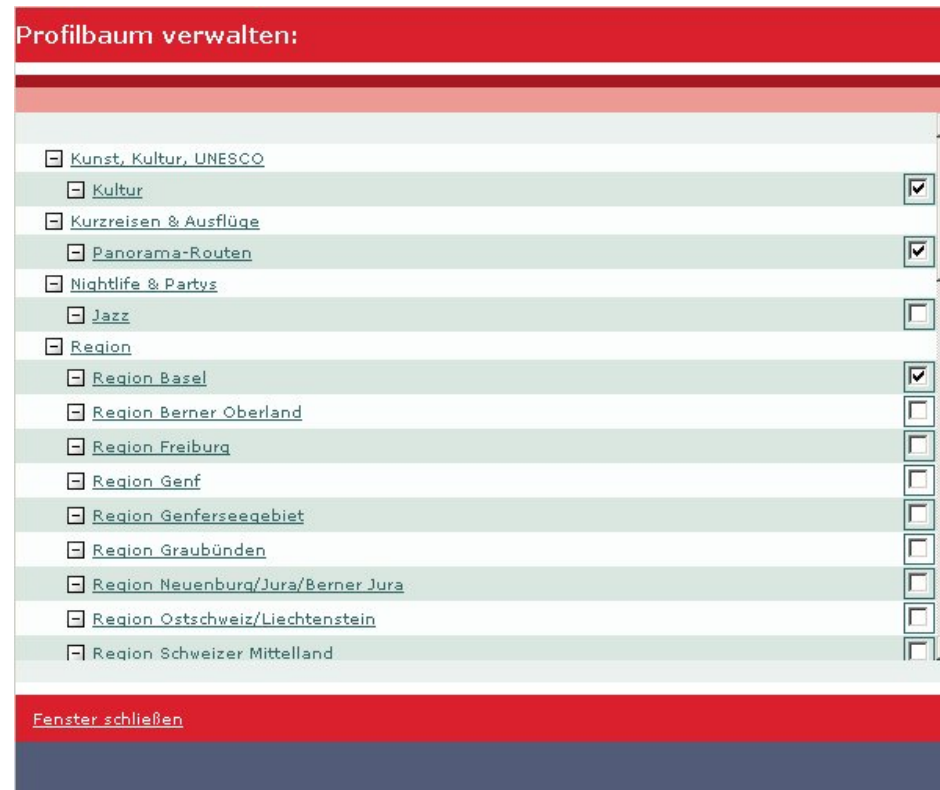 Profilbaum verwalten:
Kunst, Kultur, UNESCO
Kultur
Kurzreisen & Ausflüge
Panorama-Routen
Nightlife & Partys
Jazz
Region
Region Basel
Region Berner Oberland
Region Freiburg
Region Genf
Region Genferseegebiet
Region Graubünden
Region Neuenburg/Jura/Berner Jura
Region Ostschweiz/Liechtenstein
Region Schweizer Mittelland
Fenster schließen